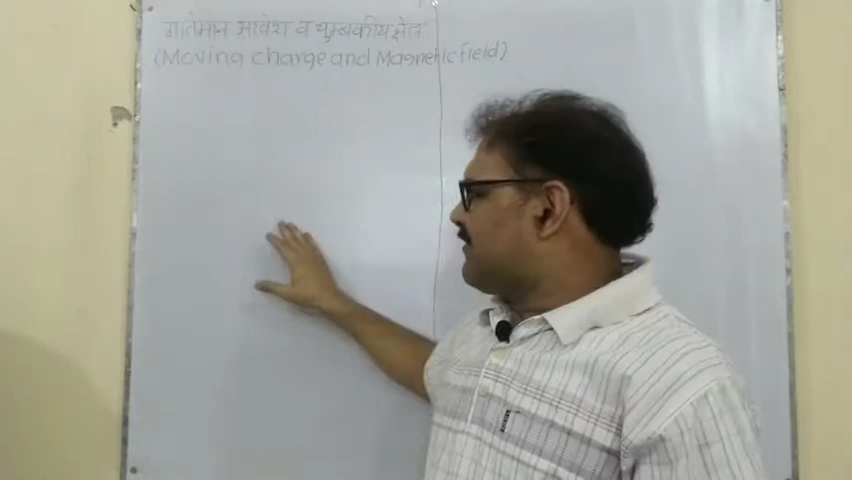 गतिमान आवेश व चुम्बकीय क्षेत्र
(Moving charge and Magnetic field)